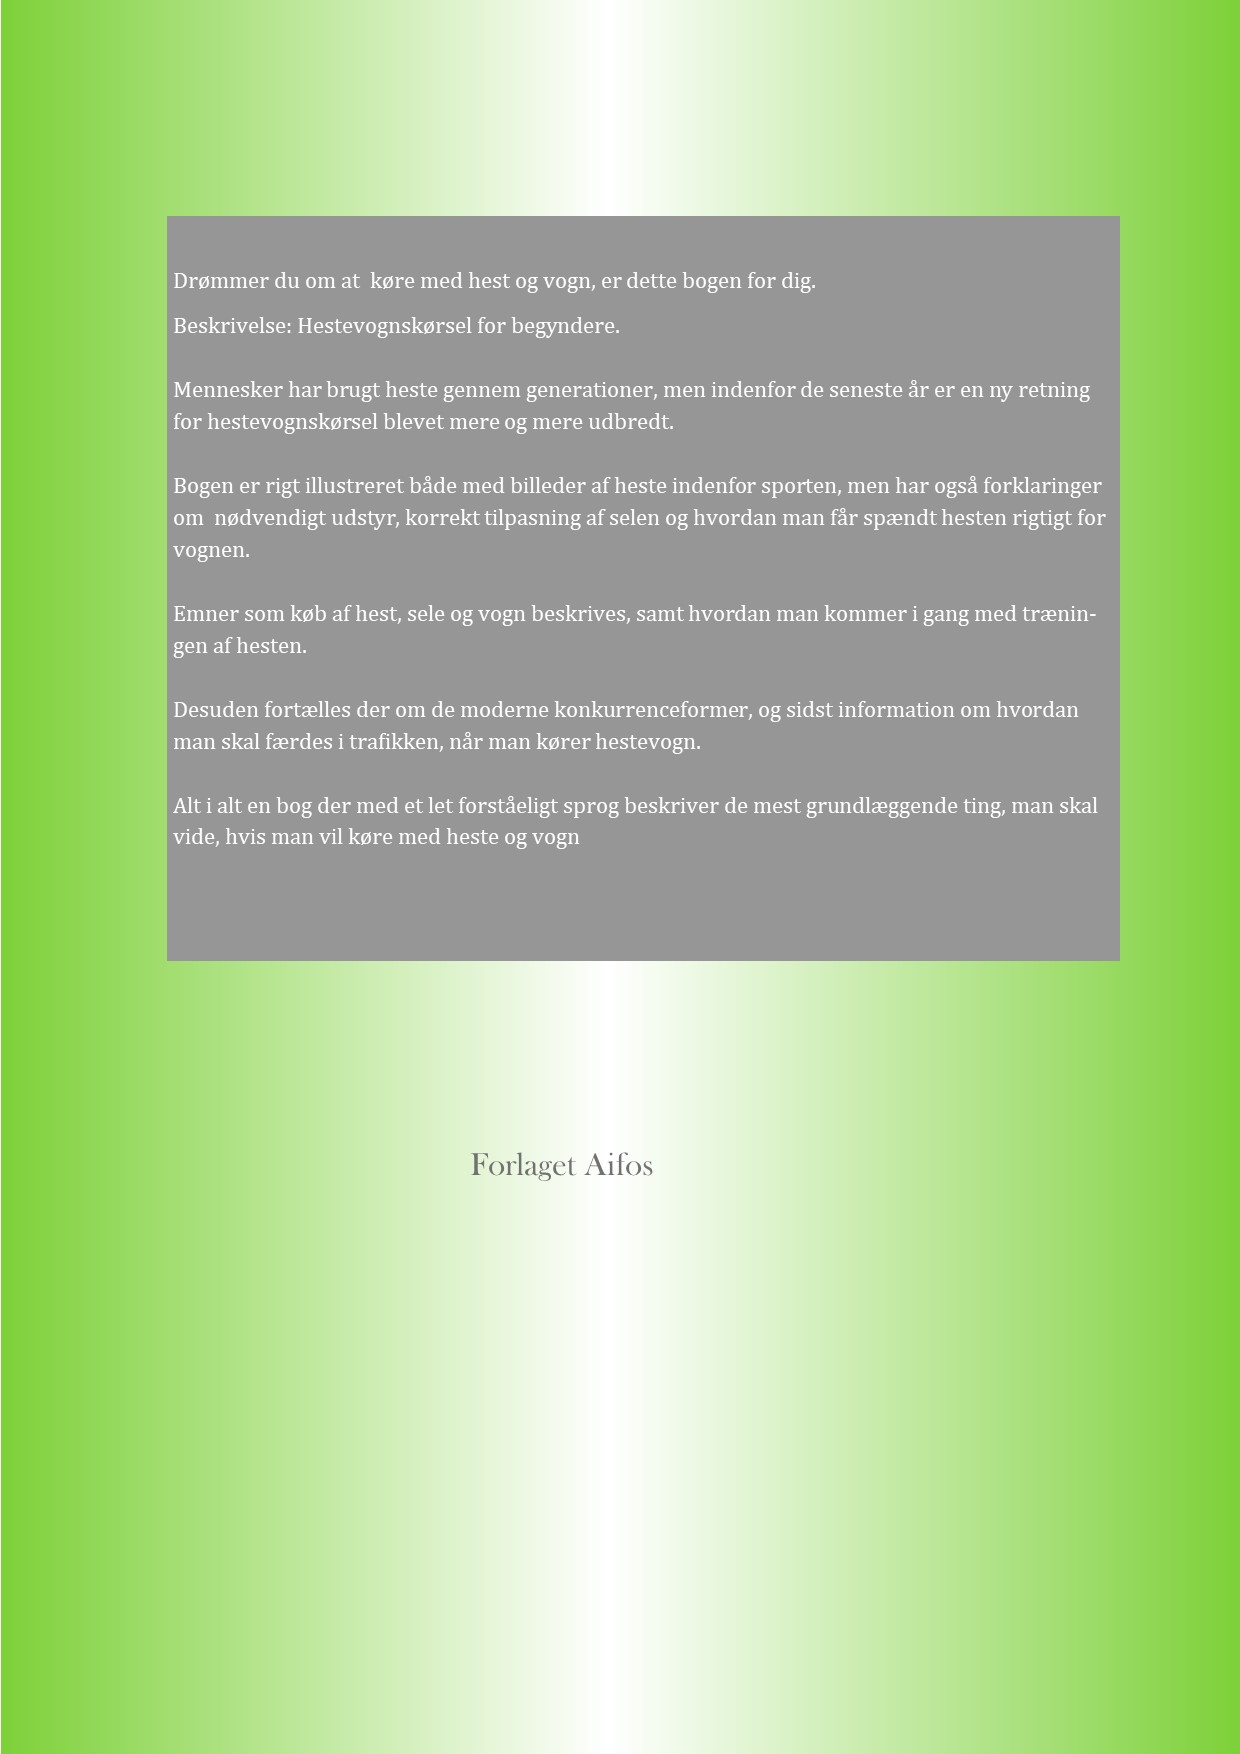 Drømmer du om at  køre med hest og vogn, er dette bogen for dig.
Beskrivelse: Hestevognskørsel for begyndere.
Mennesker har brugt heste gennem generationer, men indenfor de seneste år er en ny retning
for hestevognskørsel blevet mere og mere udbredt.
Bogen er rigt illustreret både med billeder af heste indenfor sporten, men har også forklaringer
om  nødvendigt udstyr, korrekt tilpasning af selen og hvordan man får spændt hesten rigtigt for
vognen.
Emner som køb af hest, sele og vogn beskrives, samt hvordan man kommer i gang med trænin-
gen af hesten.
Desuden fortælles der om de moderne konkurrenceformer, og sidst information om hvordan
man skal færdes i trafikken, når man kører hestevogn.
Alt i alt en bog der med et let forståeligt sprog beskriver de mest grundlæggende ting, man skal
vide, hvis man vil køre med heste og vogn
Forlaget Aifos